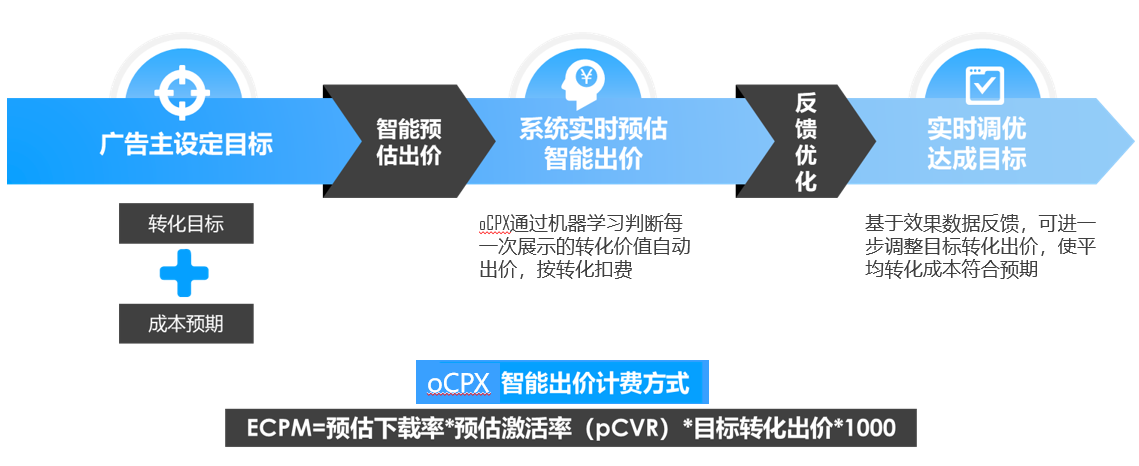 广告主设定目标
智能预
估出价
系统实时预估
智能出价
反
馈
优
化
实时调优
达成目标
转化目标
成本预期
oCPX通过机器学习判断每
一次展示的转化价值自动
出价，按转化扣费
基于效果数据反馈，可进一
步调整目标转化出价，使平
均转化成本符合预期
oCPX 智能出价计费方式
ECPM=预估下载率*预估激活率（pCVR）*目标转化出价*1000